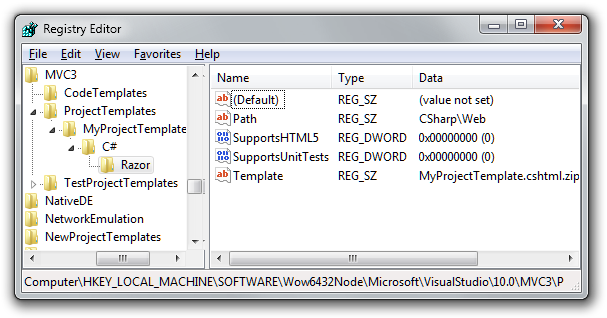 Registry Editor
File Edit View Favorites Help
MVC3
CodeTemplates
ProjectTemplates
MyProjectTemplate
C#
Razor
TestProjectTemplates
NativeDE
NetworkEmulation
NewProjectTemplates
Name Type Data
(Default) REG_SZ (value not set)
Path REG_SZ CSharp\Web
SupportsHTML5 REG_DWORD 0x00000000 (0)
SupportsUnitTests REG_DWORD 0x00000000 (0)
Template REG_SZ MyProjectTemplate.cshtml.zip
Computer\HKEY_LOCAL_MACHINE\SOFTWARE\Wow6432Node\Microsoft\VisualStudio\10.0\MVC3\P